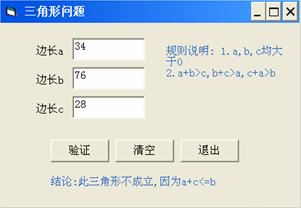 三角形问题
边长a 34
边长b 76
边长c 28
规则说明: 1.a,b,c均大
于0
2.a+b>c,b+c>a,c+a>b
验证 清空 退出
结论:此三角形不成立,因为a+c<=b